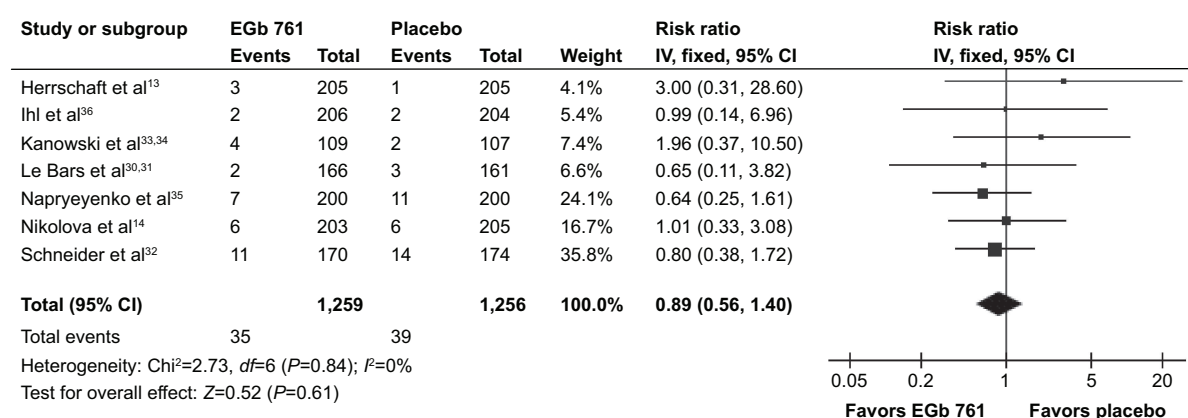 Study or subgroup EGb 761 Placebo Risk ratio Risk ratio
Events Total Events Total Weight IV, fixed, 95% CI IV, fixed, 95% CI
Herrschaft et al13 3 205 1 205 4.1% 3.00 (0.31, 28.60)
Ihl et al36 2 206 2 204 5.4% 0.99 (0.14, 6.96)
Kanowski et al33,34 4 109 2 107 7.4% 1.96 (0.37, 10.50)
Le Bars et al30,31 2 166 3 161 6.6% 0.65 (0.11, 3.82)
Napryeyenko et al35 7 200 11 200 24.1% 0.64 (0.25, 1.61)
Nikolova et al14 6 203 6 205 16.7% 1.01 (0.33, 3.08)
Schneider et al32 11 170 14 174 35.8% 0.80 (0.38, 1.72)
Total (95% CI) 1,259 1,256 100.0% 0.89 (0.56, 1.40)
Total events 35 39
Heterogeneity: Chi2=2.73, df=6 (P=0.84); I2=0%
Test for overall effect: Z=0.52 (P=0.61)
0.05 0.2 1 5 20
Favors EGb 761 Favors placebo